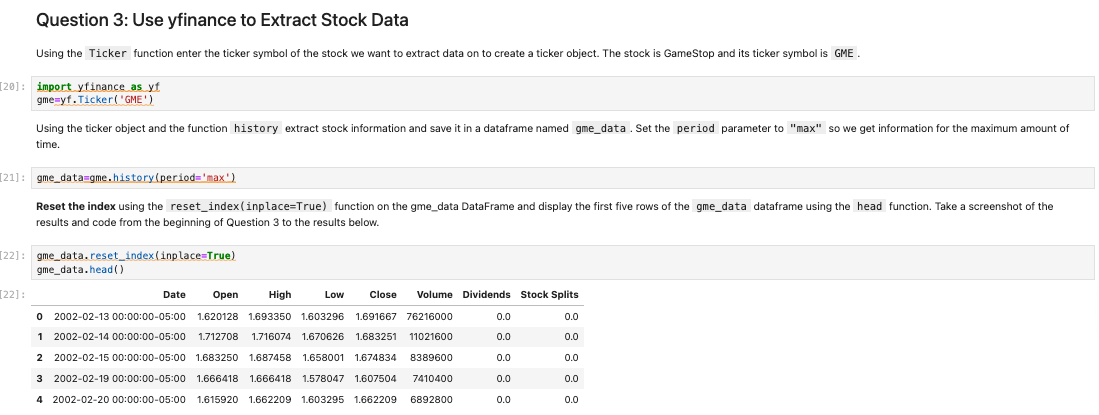 Question 3: Use yfinance to Extract Stock Data
Using the Ticker function enter the ticker symbol of the stock we want to extract data on to create a ticker object. The stock is GameStop and its ticker symbol is GME .
[20]: import yfinance as yf
gme=yf.Ticker('GME')
Using the ticker object and the function history extract stock information and save it in a dataframe named gme_data . Set the period parameter to "max" so we get information for the maximum amount of
time.
[21]: gme_data=gme.history(period='max')
Reset the index using the reset_index(inplace=True) function on the gme_data DataFrame and display the first five rows of the gme_data dataframe using the head function. Take a screenshot of the
results and code from the beginning of Question 3 to the results below.
[22]: gme_data.reset_index(inplace=True)
gme_data.head()
[22]: Date Open High Low Close Volume Dividends Stock Splits
0 2002-02-13 00:00:00-05:00 1.620128 1.693350 1.603296 1.691667 76216000 0.0 0.0
1 2002-02-14 00:00:00-05:00 1.712708 1.716074 1.670626 1.683251 11021600 0.0 0.0
2 2002-02-15 00:00:00-05:00 1.683250 1.687458 1.658001 1.674834 8389600 0.0 0.0
3 2002-02-19 00:00:00-05:00 1.666418 1.666418 1.578047 1.607504 7410400 0.0 0.0
4 2002-02-20 00:00:00-05:00 1.615920 1.662209 1.603295 1.662209 6892800 0.0 0.0